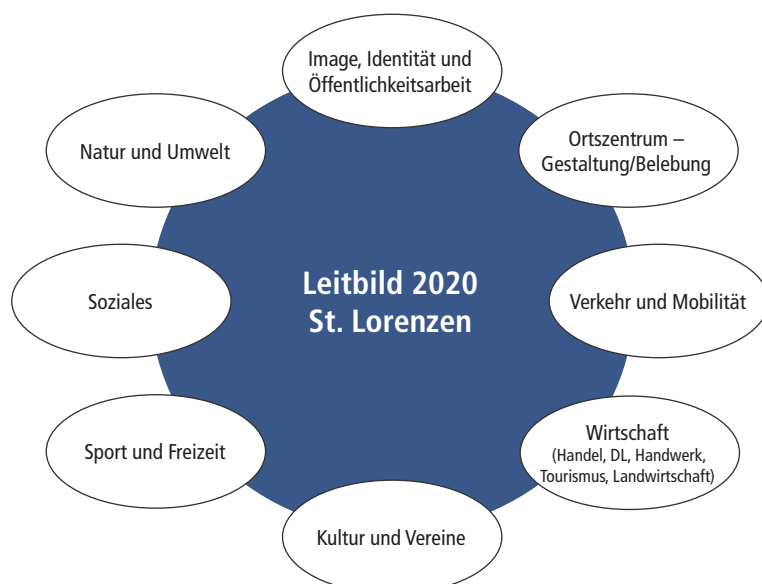 Image, Identität und
Öffentlichkeitsarbeit
Natur und Umwelt
Ortszentrum –
Gestaltung/Belebung
Leitbild 2020
St. Lorenzen
Soziales
Verkehr und Mobilität
Sport und Freizeit
Wirtschaft
(Handel, DL, Handwerk,
Tourismus, Landwirtschaft)
Kultur und Vereine